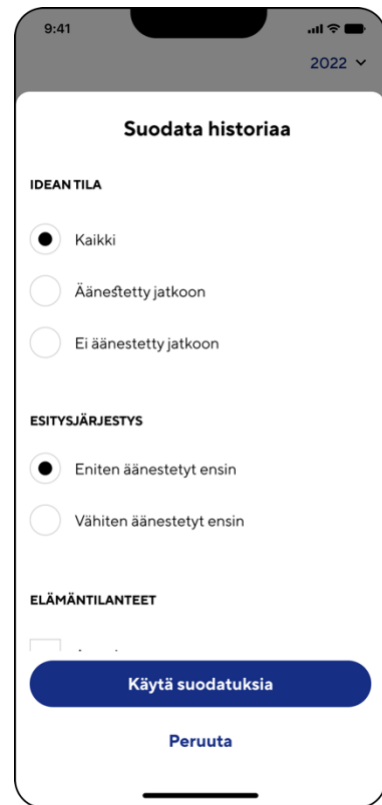 9:41
2022
Suodata historiaa
IDEAN TILA
Kaikki
Äänestetty jatkoon
Ei äänestetty jatkoon
ESITYSJÄRJESTYS
Eniten äänestetyt ensin
Vähiten äänestetyt ensin
ELÄMÄNTILANTEET
Käytä suodatuksia
Peruuta